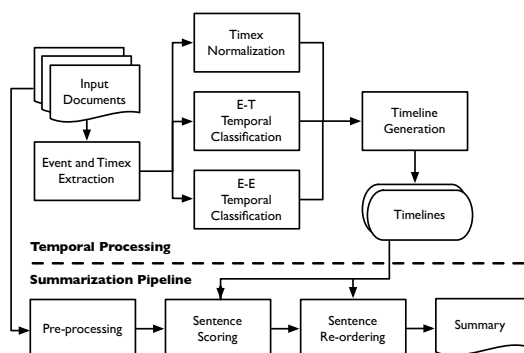 Input
Documents
Event and Timex
Extraction
Timex
Normalization
E-T
Temporal
Classification
E-E
Temporal
Classification
Timeline
Generation
Timelines
Temporal Processing
Summarization Pipeline
Pre-processing
Sentence
Scoring
Sentence
Re-ordering
Summary